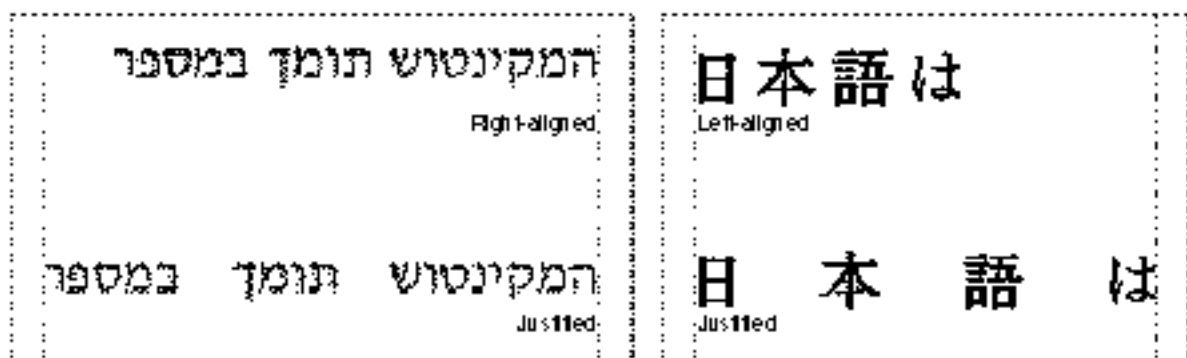 המקינטוש תומך במספר
Right-aligned
המקינטוש תומך במספר
Justified
日本語は
Left-aligned
日本語は
Justified